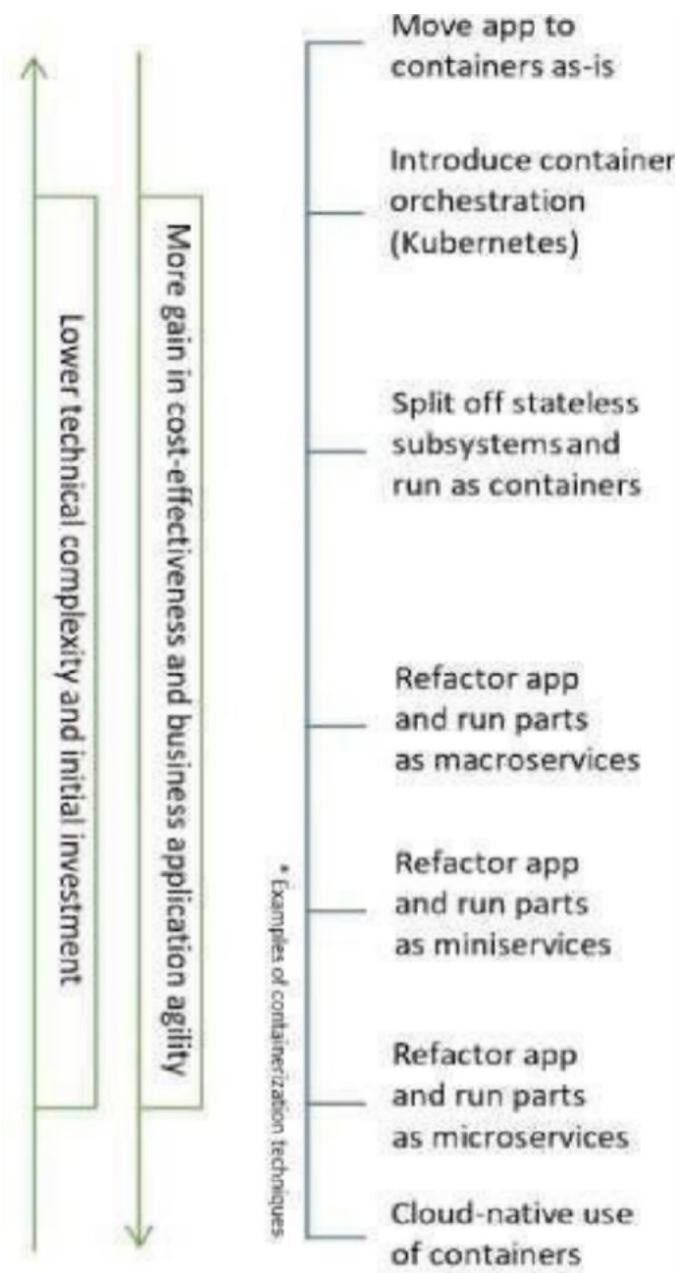 Move app to
containers as-is
Introduce container
orchestration
(Kubernetes)
Split off stateless
subsystems and
run as containers
Refactor app
and run parts
as macroservices
Refactor app
and run parts
as miniservices
Refactor app
and run parts
as microservices
Cloud-native use
of containers
Lower technical complexity and initial investment
More gain in cost-effectiveness and business application agility
* Examples of containerization techniques